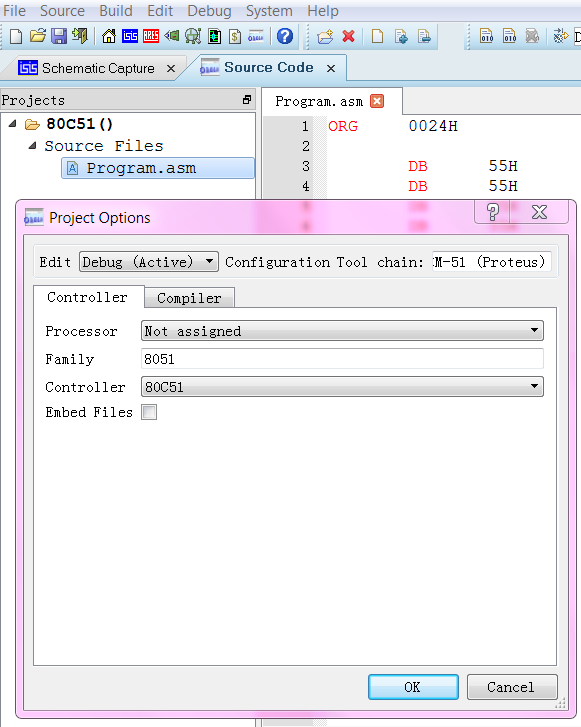 File Source Build Edit Debug System Help
Schematic Capture
Source Code
Projects
Program.asm
80C51()
Source Files
Program.asm
1 ORG 0024H
2
3 DB 55H
4 DB 55H
Project Options
Edit Debug (Active) Configuration Tool chain: M-51 (Proteus)
Controller Compiler
Processor Not assigned
Family 8051
Controller 80C51
Embed Files
OK Cancel